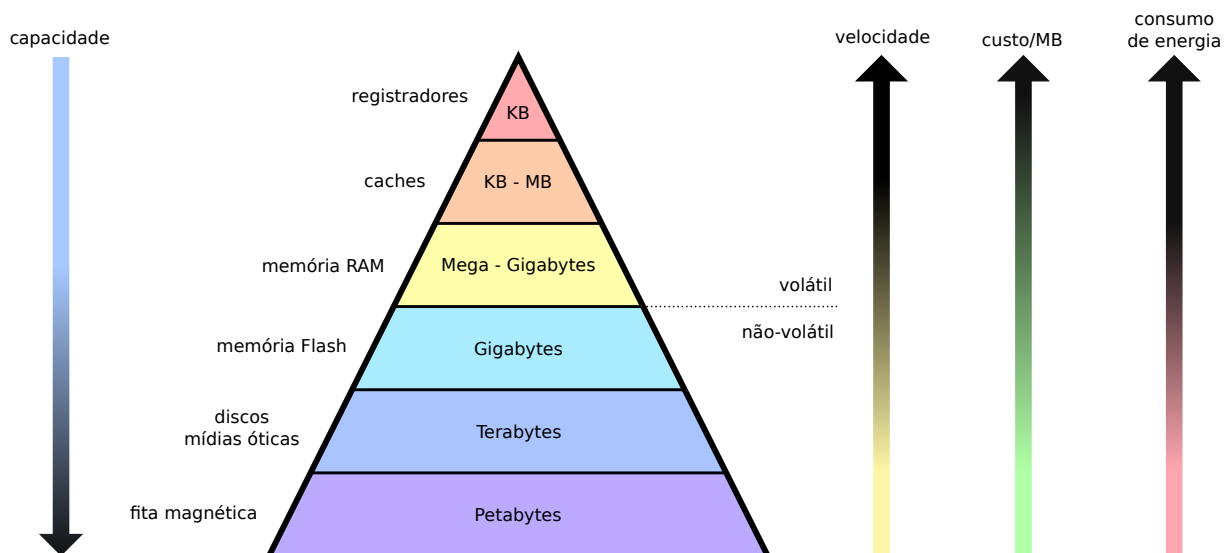 capacidade
velocidade
custo/MB
consumo
de energia
registradores
KB
caches
KB - MB
memória RAM
Mega - Gigabytes
volátil
não-volátil
memória Flash
Gigabytes
discos
mídias óticas
Terabytes
fita magnética
Petabytes